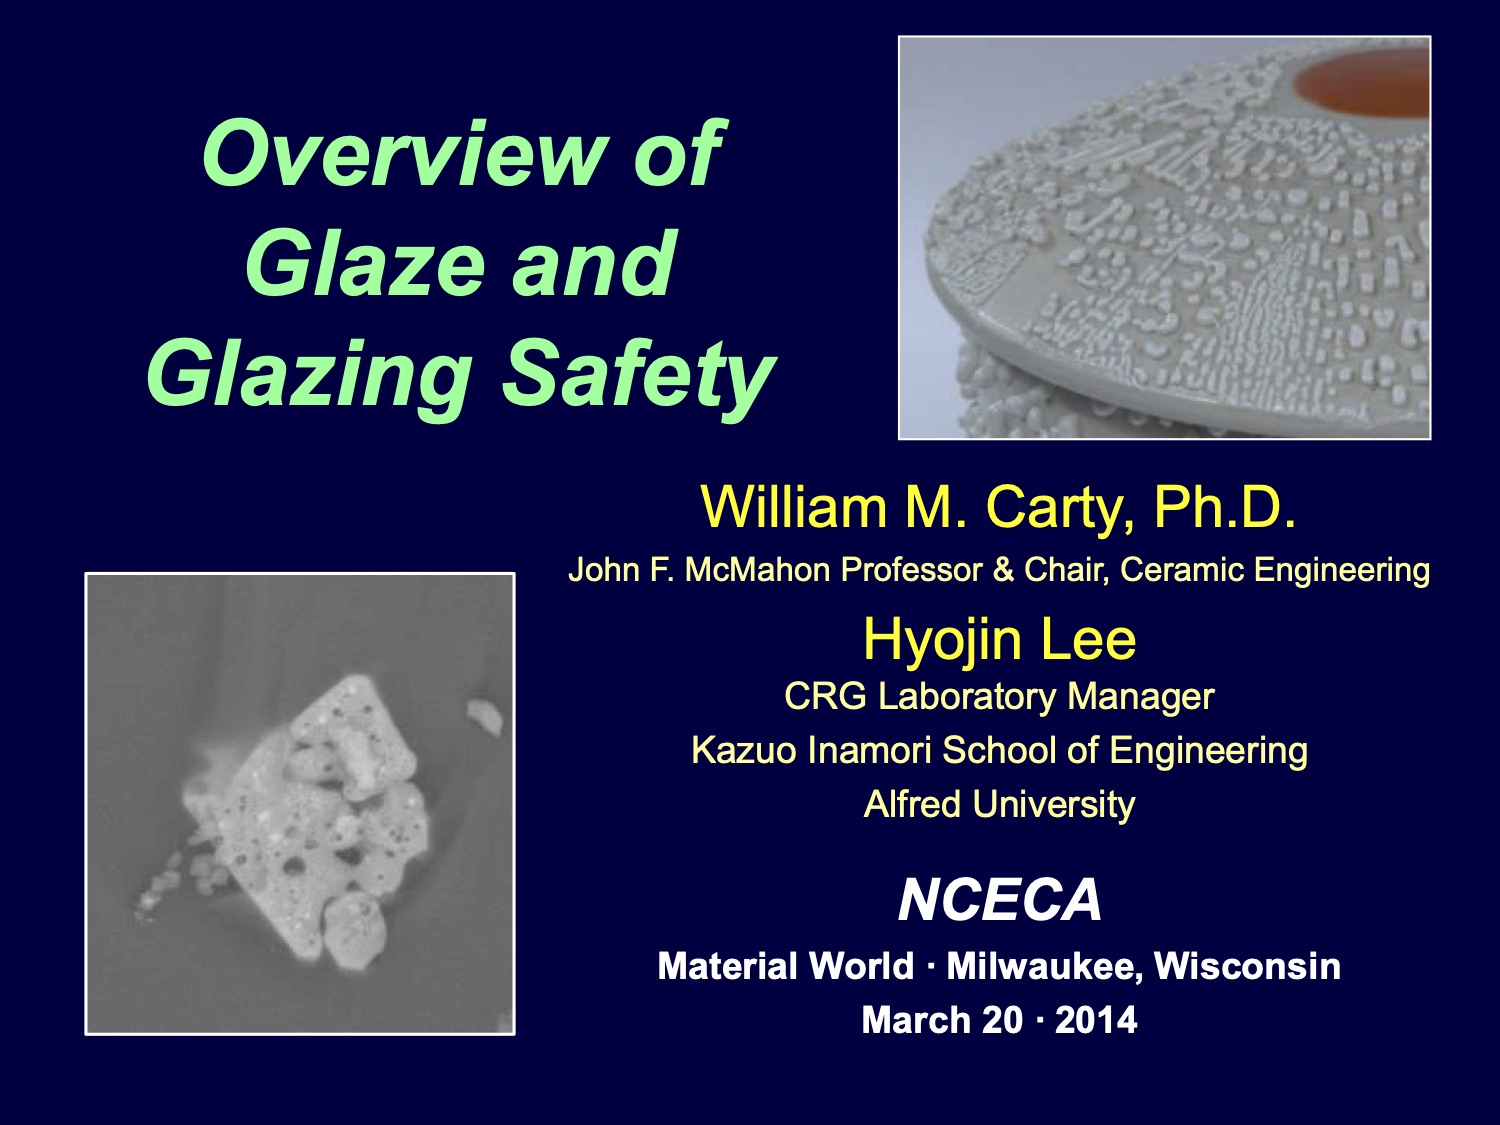 Overview of
Glaze and
Glazing Safety
William M. Carty, Ph.D.
John F. McMahon Professor & Chair, Ceramic Engineering
Hyojin Lee
CRG Laboratory Manager
Kazuo Inamori School of Engineering
Alfred University
NCECA
Material World · Milwaukee, Wisconsin
March 20 · 2014